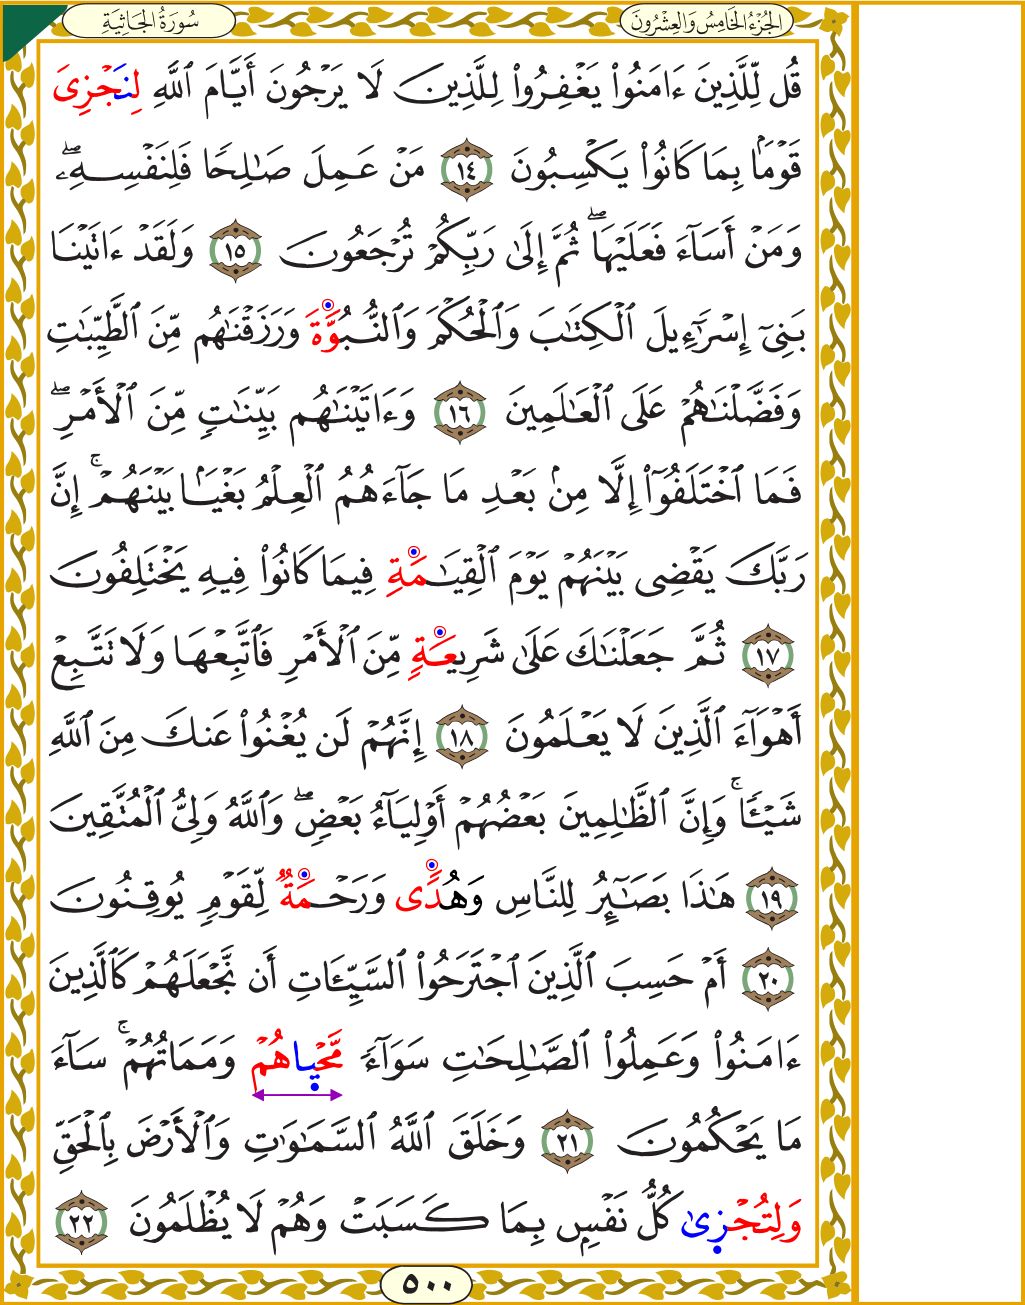 الجُزْءُ الخَامِسُ وَالعِشْرُونَ
سُورَةُ الجَاثِيَةِ
قُل لِّلَّذِينَ ءَامَنُوا۟ يَغْفِرُوا۟ لِلَّذِينَ لَا يَرْجُونَ أَيَّامَ ٱللَّهِ لِنَجْزِىَ
قَوْمًۢا بِمَا كَانُوا۟ يَكْسِبُونَ ١٤ مَنْ عَمِلَ صَـٰلِحًا فَلِنَفْسِهِۦۖ
وَمَنْ أَسَآءَ فَعَلَيْهَاۖ ثُمَّ إِلَىٰ رَبِّكُمْ تُرْجَعُونَ ١٥ وَلَقَدْ ءَاتَيْنَا
بَنِىٓ إِسْرَٰٓءِيلَ ٱلْكِتَـٰبَ وَٱلْحُكْمَ وَٱلنُّبُوَّةَ وَرَزَقْنَـٰهُم مِّنَ ٱلطَّيِّبَـٰتِ
وَفَضَّلْنَـٰهُمْ عَلَى ٱلْعَـٰلَمِينَ ١٦ وَءَاتَيْنَـٰهُم بَيِّنَـٰتٍ مِّنَ ٱلْأَمْرِۖ
فَمَا ٱخْتَلَفُوٓا۟ إِلَّا مِنۢ بَعْدِ مَا جَآءَهُمُ ٱلْعِلْمُ بَغْيًۢا بَيْنَهُمْۚ إِنَّ
رَبَّكَ يَقْضِى بَيْنَهُمْ يَوْمَ ٱلْقِيَـٰمَةِ فِيمَا كَانُوا۟ فِيهِ يَخْتَلِفُونَ
١٧ ثُمَّ جَعَلْنَـٰكَ عَلَىٰ شَرِيعَةٍ مِّنَ ٱلْأَمْرِ فَٱتَّبِعْهَا وَلَا تَتَّبِعْ
أَهْوَآءَ ٱلَّذِينَ لَا يَعْلَمُونَ ١٨ إِنَّهُمْ لَن يُغْنُوا۟ عَنكَ مِنَ ٱللَّهِ
شَيْـًٔاۚ وَإِنَّ ٱلظَّـٰلِمِينَ بَعْضُهُمْ أَوْلِيَآءُ بَعْضٍۖ وَٱللَّهُ وَلِىُّ ٱلْمُتَّقِينَ
١٩ هَـٰذَا بَصَـٰٓئِرُ لِلنَّاسِ وَهُدًى وَرَحْمَةٌ لِّقَوْمٍ يُوقِنُونَ
٢٠ أَمْ حَسِبَ ٱلَّذِينَ ٱجْتَرَحُوا۟ ٱلسَّيِّـَٔاتِ أَن نَّجْعَلَهُمْ كَٱلَّذِينَ
ءَامَنُوا۟ وَعَمِلُوا۟ ٱلصَّـٰلِحَـٰتِ سَوَآءً مَّحْيَاهُمْ وَمَمَاتُهُمْۚ سَآءَ
مَا يَحْكُمُونَ ٢١ وَخَلَقَ ٱللَّهُ ٱلسَّمَـٰوَٰتِ وَٱلْأَرْضَ بِٱلْحَقِّ
وَلِتُجْزَىٰ كُلُّ نَفْسٍۭ بِمَا كَسَبَتْ وَهُمْ لَا يُظْلَمُونَ ٢٢
٥٠٠